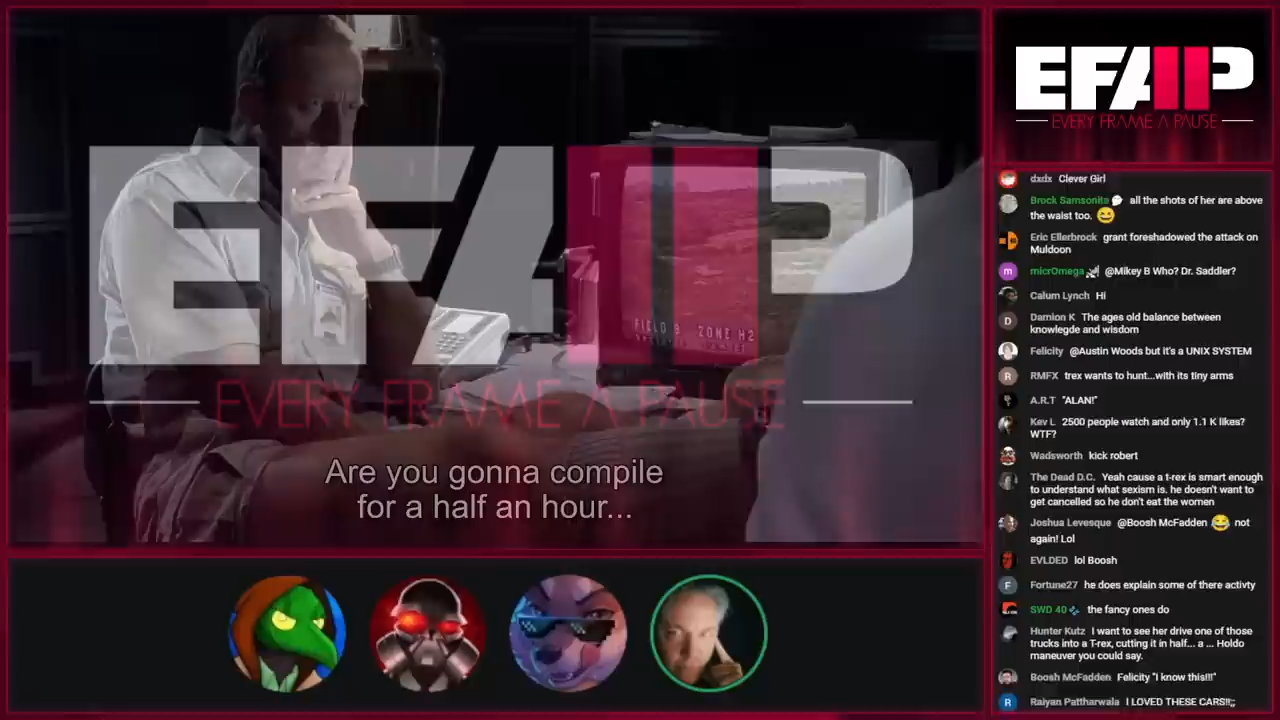 EFAP
EVERY FRAME A PAUSE
FIELD 9 ZONE H2
Are you gonna compile
for a half an hour...
EFAP
EVERY FRAME A PAUSE
dxdx Clever Girl
Brock Samsonite all the shots of her are above
the waist too.
Eric Ellerbrock grant foreshadowed the attack on
Muldoon
m
micrOmega @Mikey B Who? Dr. Saddler?
Calum Lynch Hi
D
Damion K The ages old balance between
knowlegde and wisdom
Felicity @Austin Woods but it's a UNIX SYSTEM
R
RMFX trex wants to hunt...with its tiny arms
A.R.T "ALAN!"
Kev L 2500 people watch and only 1.1 K likes?
WTF?
Wadsworth kick robert
The Dead D.C. Yeah cause a t-rex is smart enough
to understand what sexism is. he doesn't want to
get cancelled so he don't eat the women
Joshua Levesque @Boosh McFadden not
again! Lol
EVLDED lol Boosh
F
Fortune27 he does explain some of there activty
SWD 40 the fancy ones do
Hunter Kutz I want to see her drive one of those
trucks into a T-rex, cutting it in half... a ... Holdo
maneuver you could say.
Boosh McFadden Felicity "I know this!!!"
R
Raiyan Pattharwala I LOVED THESE CARS!!;;